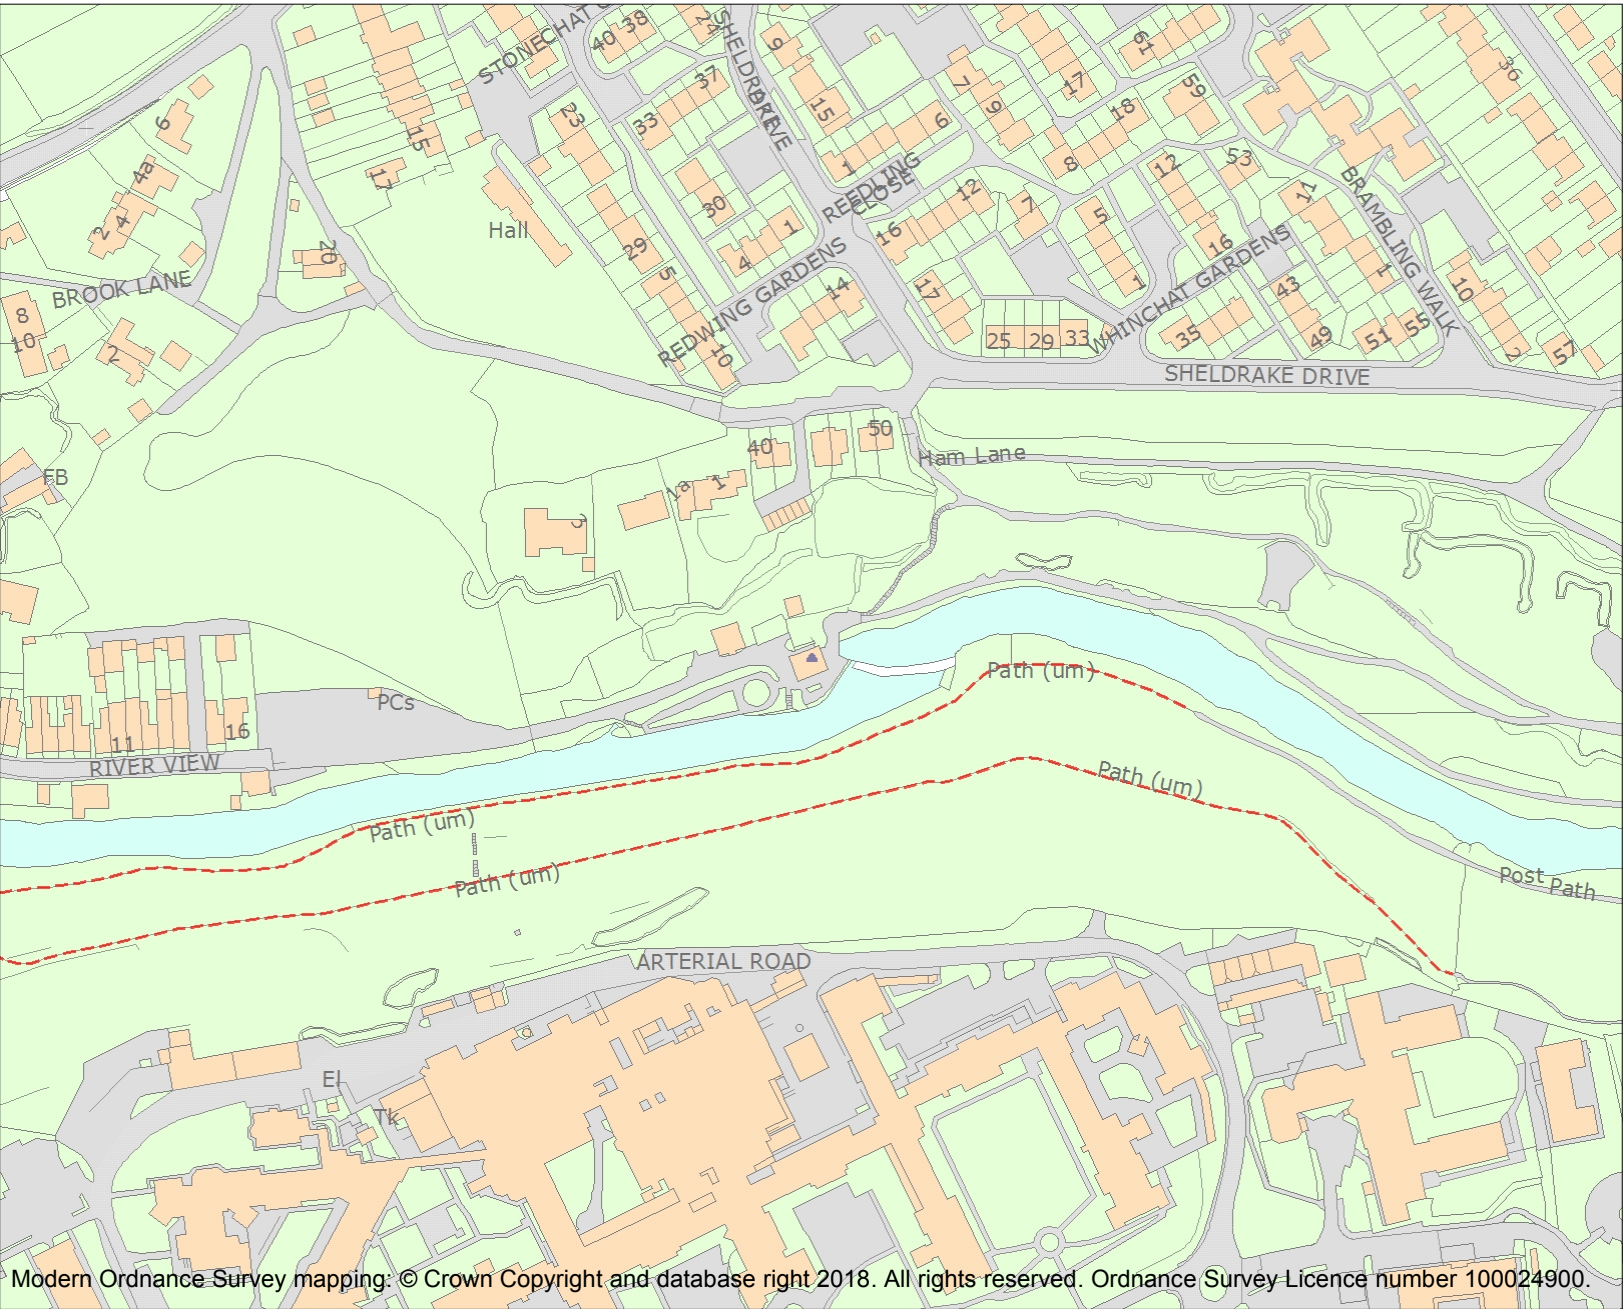 STONECHAT G
40 38
24
SHELDRAKE
DRIVE
9
61
17
36
37
7
59
6
23
33
15
9
18
15
6
4a
17
1
8
12
53
REEDLING
CLOSE
12
11
BRAMBLING WALK
30
1
7
5
2 4
Hall
29
16
16
20
4
5
WHINCHAT GARDENS
REDWING GARDENS
BROOK LANE
14
17
1
43
1
10
8
10
2
10
25 29 33
35
49
51 55
2
57
SHELDRAKE DRIVE
40
50
Ham Lane
FB
1a 1
3
PCs
Path (um)
11
16
RIVER VIEW
Path (um)
Path (um)
Path (um)
Post Path
ARTERIAL ROAD
El
Tk
Modern Ordnance Survey mapping: © Crown Copyright and database right 2018. All rights reserved. Ordnance Survey Licence number 100024900.